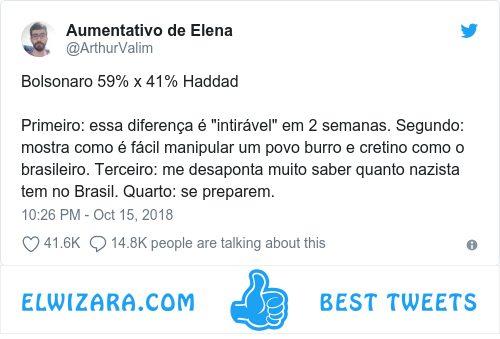 Aumentativo de Elena
@ArthurValim
Bolsonaro 59% x 41% Haddad
Primeiro: essa diferença é "intirável" em 2 semanas. Segundo:
mostra como é fácil manipular um povo burro e cretino como o
brasileiro. Terceiro: me desaponta muito saber quanto nazista
tem no Brasil. Quarto: se preparem.
10:26 PM - Oct 15, 2018
41.6K 14.8K people are talking about this
ELWIZARA.COM BEST TWEETS